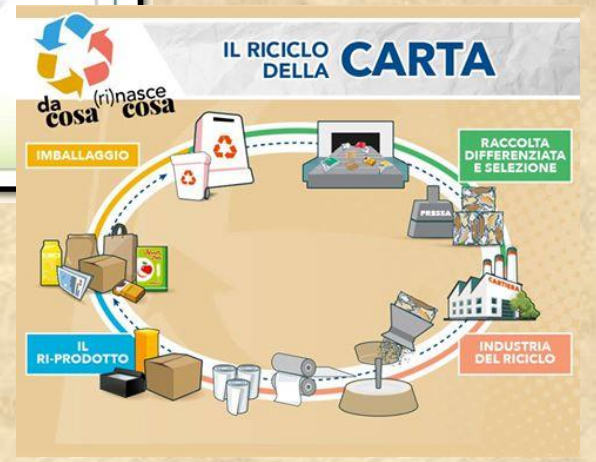 IL RICICLO
DELLA CARTA
da (ri)nasce
cosa cosa
IMBALLAGGIO
RACCOLTA
DIFFERENZIATA
E SELEZIONE
PRESSA
CARTIERA
IL
RI-PRODOTTO
INDUSTRIA
DEL RICICLO